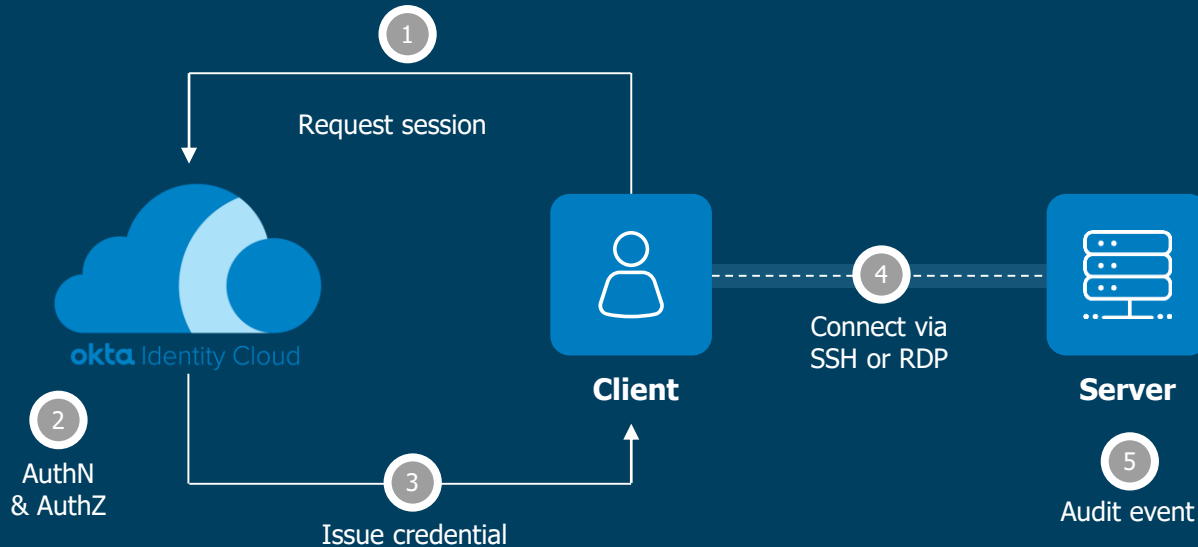 1
Request session
okta Identity Cloud
2
AuthN
& AuthZ
3
Issue credential
Client
4
Connect via
SSH or RDP
Server
5
Audit event